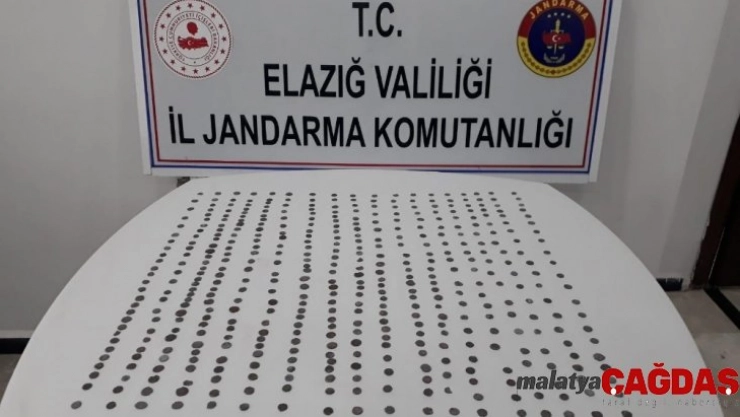 T.C.
ELAZIĞ VALİLİĞİ
İL JANDARMA KOMUTANLIĞI
JANDARMA
malatya ÇAĞDAŞ